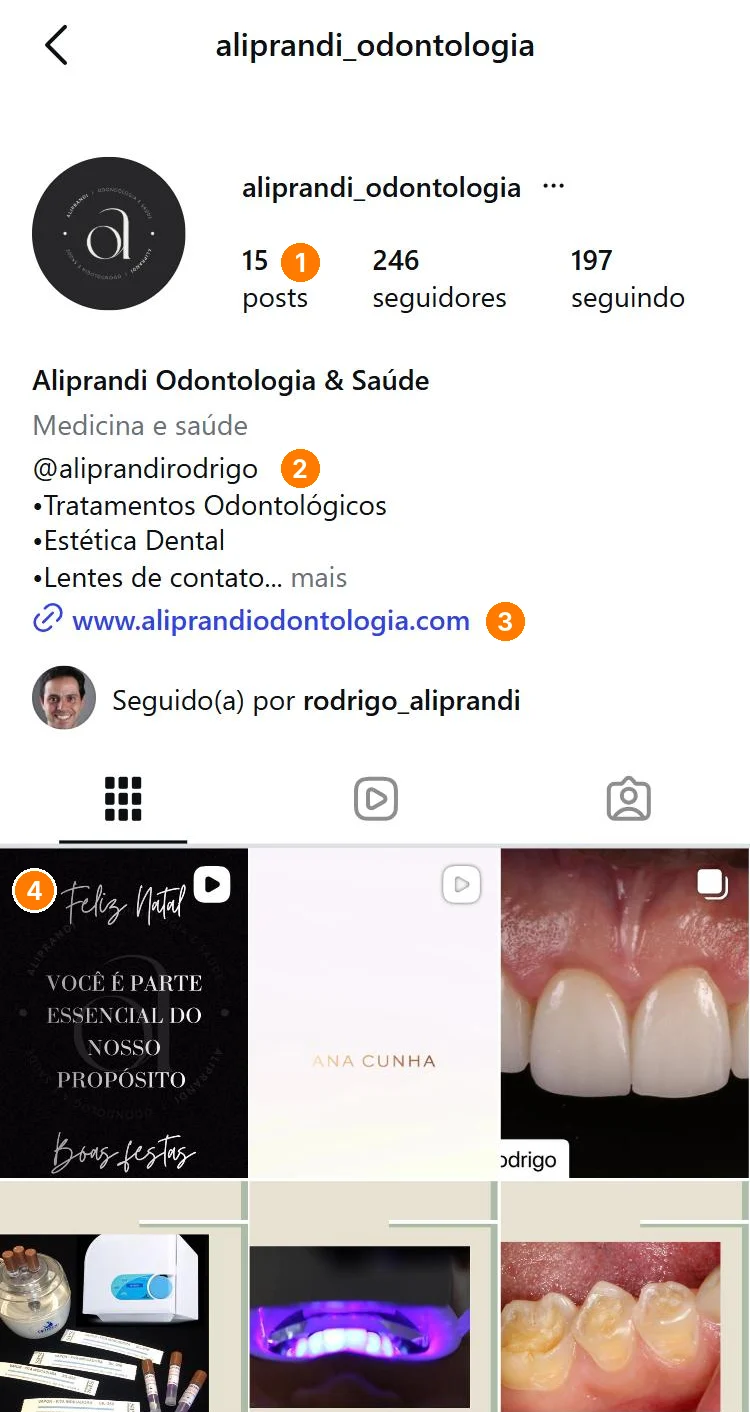 aliprandi_odontologia
aliprandi_odontologia ...
15 1 246 197
posts seguidores seguindo
Aliprandi Odontologia & Saúde
Medicina e saúde
@aliprandirodrigo 2
•Tratamentos Odontológicos
•Estética Dental
•Lentes de contato... mais
www.aliprandiodontologia.com 3
Seguido(a) por rodrigo_aliprandi
4
Feliz Natal
VOCÊ É PARTE
ESSENCIAL DO
NOSSO
PROPÓSITO
Boas festas
ANA CUNHA
odrigo